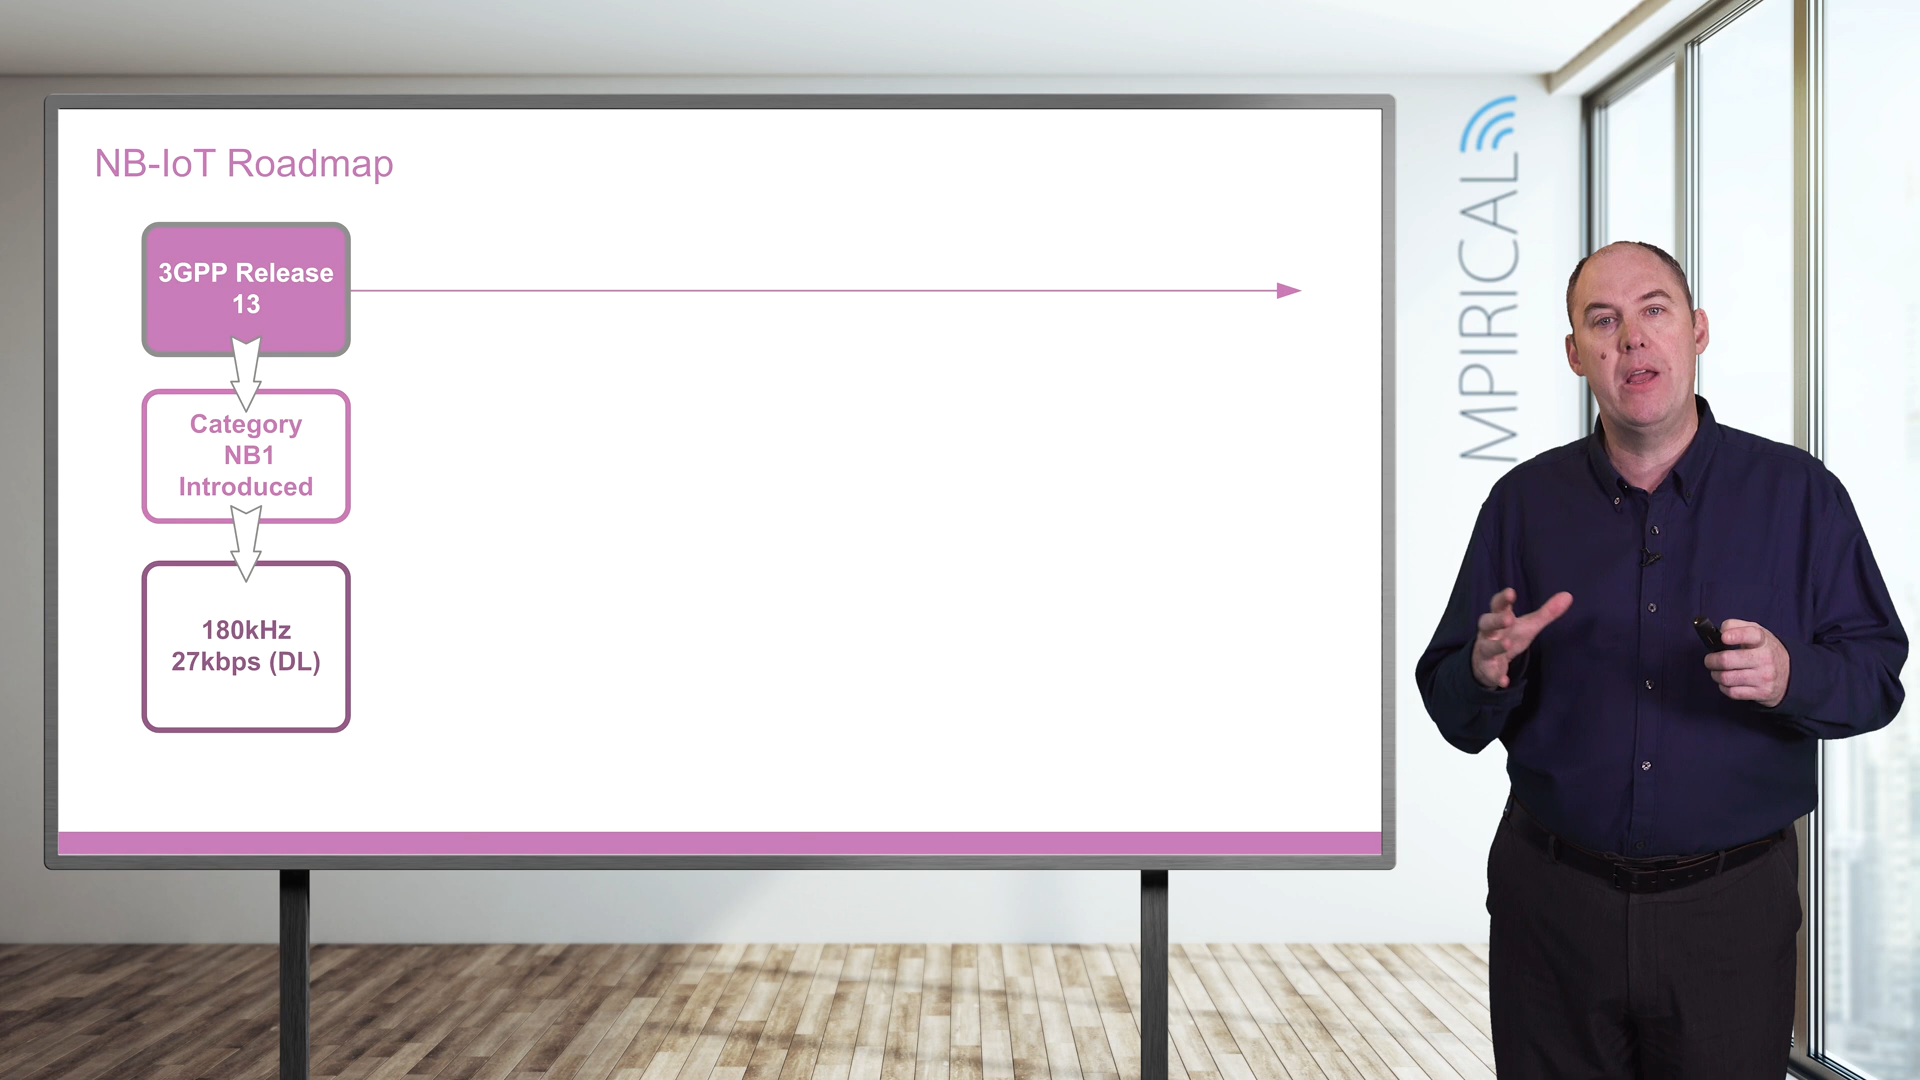 NB-IoT Roadmap
3GPP Release
13
Category
NB1
Introduced
180kHz
27kbps (DL)
MPIRICAL